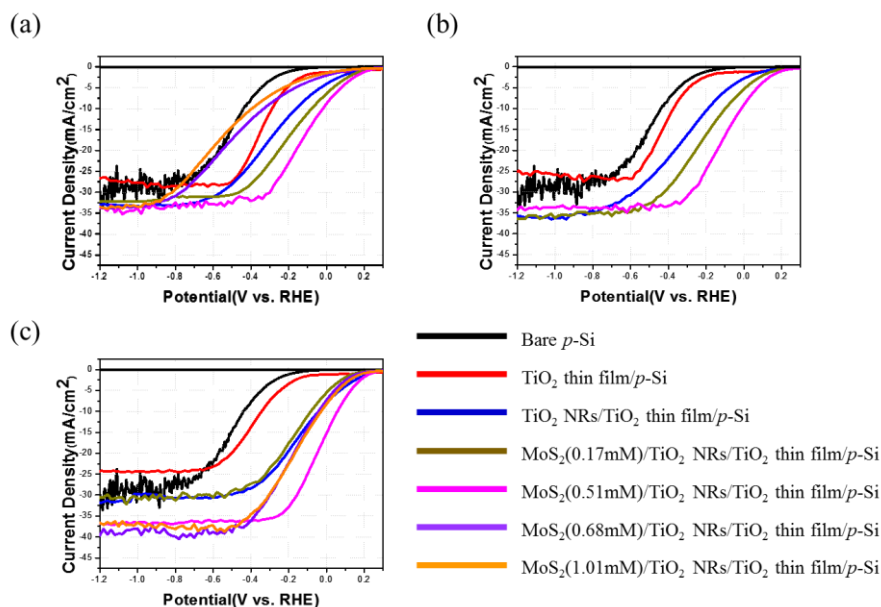 (a)
(b)
0
-5
-10
-15
-20
-25
-30
-35
-40
-45
Current Density(mA/cm²)
-1.2 -1.0 -0.8 -0.6 -0.4 -0.2 0.0 0.2
Potential(V vs. RHE)
0
-5
-10
-15
-20
-25
-30
-35
-40
-45
Current Density(mA/cm²)
-1.2 -1.0 -0.8 -0.6 -0.4 -0.2 0.0 0.2
Potential(V vs. RHE)
(c)
0
-5
-10
-15
-20
-25
-30
-35
-40
-45
Current Density(mA/cm²)
-1.2 -1.0 -0.8 -0.6 -0.4 -0.2 0.0 0.2
Potential(V vs. RHE)
Bare p-Si
TiO₂ thin film/p-Si
TiO₂ NRs/TiO₂ thin film/p-Si
MoS₂(0.17mM)/TiO₂ NRs/TiO₂ thin film/p-Si
MoS₂(0.51mM)/TiO₂ NRs/TiO₂ thin film/p-Si
MoS₂(0.68mM)/TiO₂ NRs/TiO₂ thin film/p-Si
MoS₂(1.01mM)/TiO₂ NRs/TiO₂ thin film/p-Si